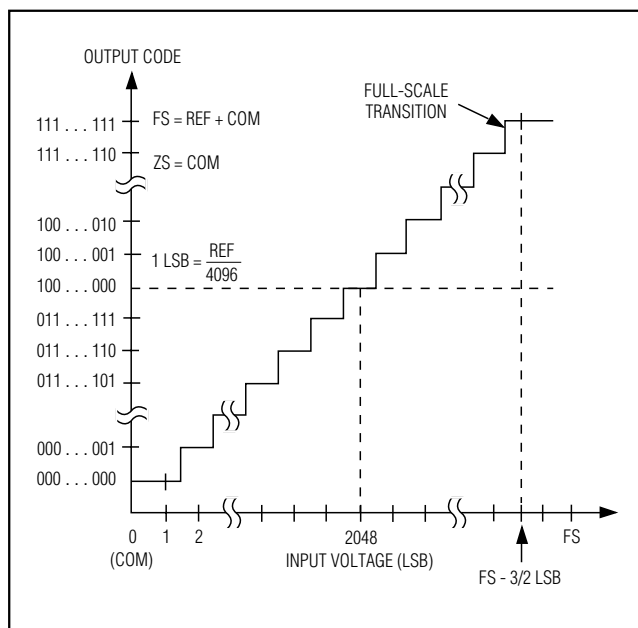 OUTPUT CODE
FULL-SCALE
TRANSITION
111 . . . 111
FS = REF + COM
111 . . . 110
ZS = COM
100 . . . 010
100 . . . 001
1 LSB = REF
4096
100 . . . 000
011 . . . 111
011 . . . 110
011 . . . 101
000 . . . 001
000 . . . 000
0
1
2
2048
FS
(COM)
INPUT VOLTAGE (LSB)
FS - 3/2 LSB